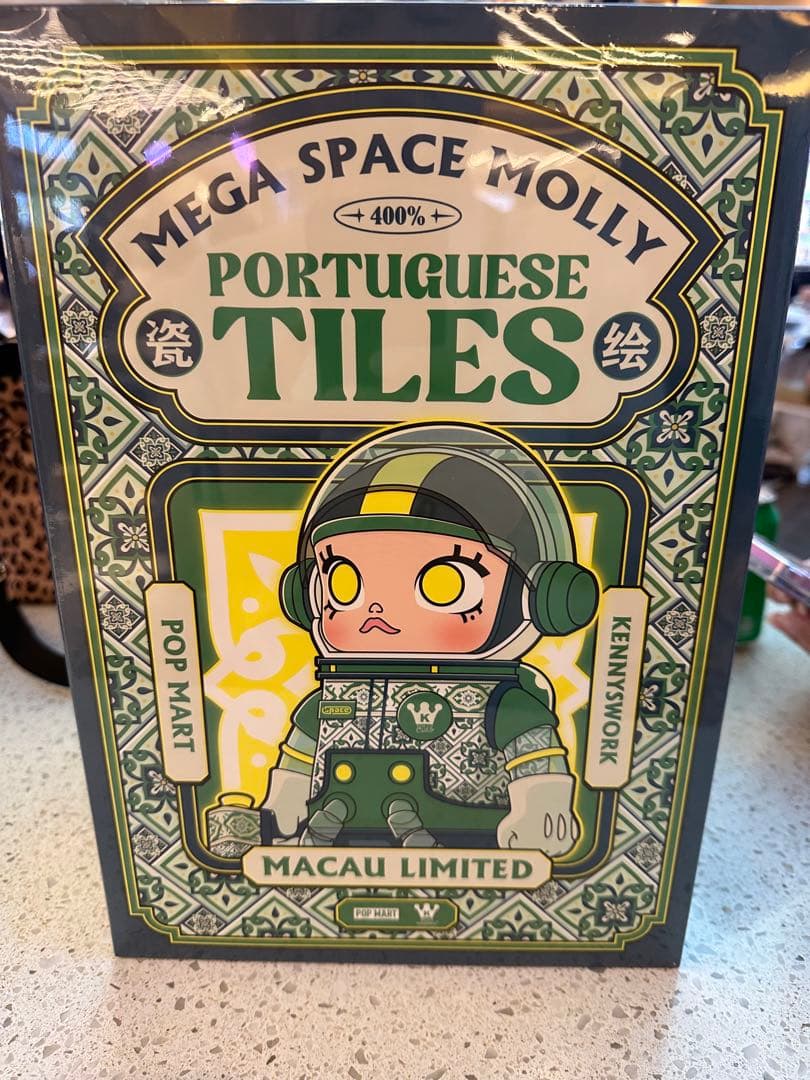 MEGA SPACE MOLLY
400%
PORTUGUESE
瓷 TILES 绘
POP MART
KENNYSWORK
Space
K
MACAU LIMITED
POP MART